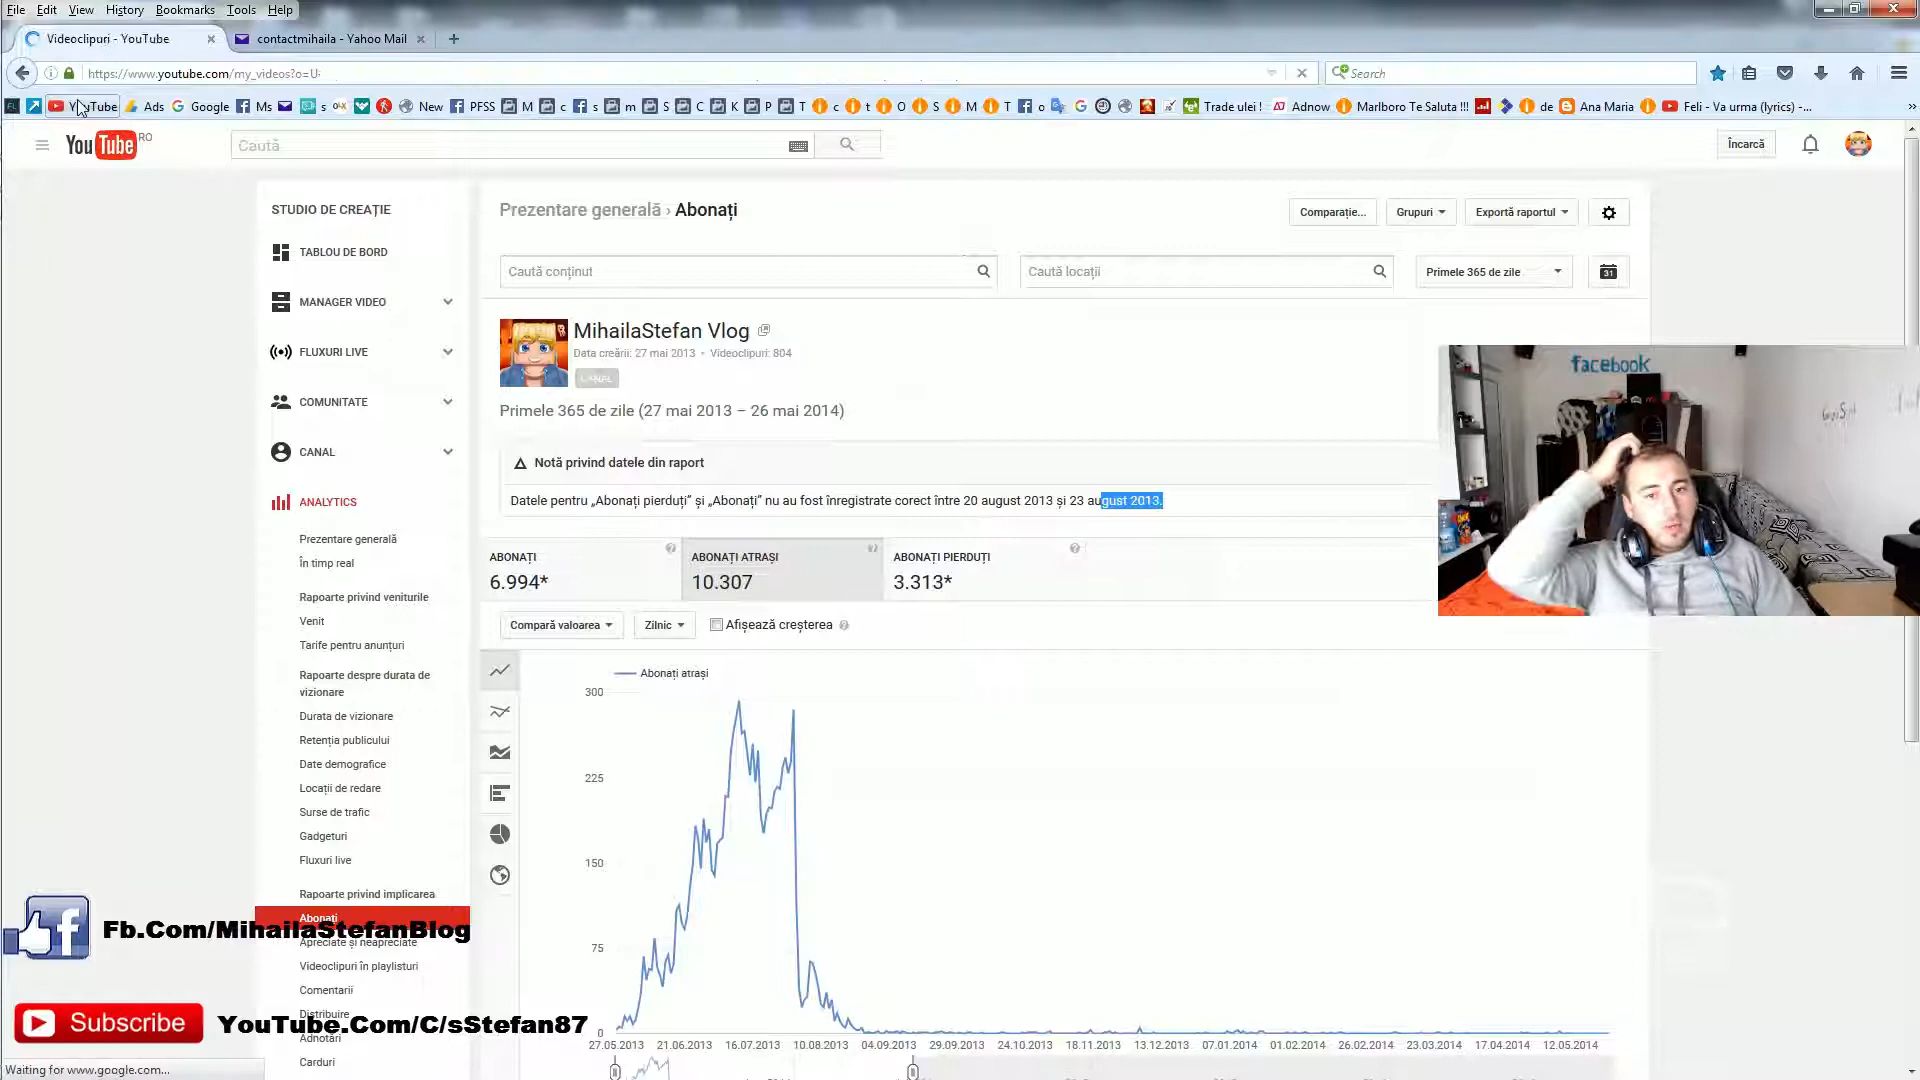 File Edit View History Bookmarks Tools Help
Videoclipuri - YouTube
contactmihaila - Yahoo Mail
https://www.youtube.com/my_videos?o=U
Search
YouTube Ads Google Ms New PFSS M c s m S C K P T c t O S M T o Trade ulei ! Adnow Marlboro Te Saluta !!! de Ana Maria Feli - Va urma (lyrics) -...
YouTube RO
Caută
Încarcă
STUDIO DE CREAȚIE
TABLOU DE BORD
MANAGER VIDEO
FLUXURI LIVE
COMUNITATE
CANAL
ANALYTICS
Prezentare generală
În timp real
Rapoarte privind veniturile
Venit
Tarife pentru anunțuri
Rapoarte despre durata de
vizionare
Durata de vizionare
Retenția publicului
Date demografice
Locații de redare
Surse de trafic
Gadgeturi
Fluxuri live
Rapoarte privind implicarea
Abonați
Apreciate și neapreciate
Videoclipuri în playlisturi
Comentarii
Distribuire
Adnotări
Carduri
Prezentare generală › Abonați
Comparație...
Grupuri
Exportă raportul
Caută conținut
Caută locații
Primele 365 de zile
31
MihailaStefan Vlog
Data creării: 27 mai 2013 • Videoclipuri: 804
CANAL
Primele 365 de zile (27 mai 2013 – 26 mai 2014)
Notă privind datele din raport
Datele pentru „Abonați pierduți” și „Abonați” nu au fost înregistrate corect între 20 august 2013 și 23 august 2013.
ABONAȚI
6.994*
ABONAȚI ATRAȘI
10.307
ABONAȚI PIERDUȚI
3.313*
Compară valoarea
Zilnic
Afișează creșterea
Abonați atrași
300
225
150
75
0
27.05.2013 21.06.2013 16.07.2013 10.08.2013 04.09.2013 29.09.2013 24.10.2013 18.11.2013 13.12.2013 07.01.2014 01.02.2014 26.02.2014 23.03.2014 17.04.2014 12.05.2014
facebook
Fb.Com/MihailaStefanBlog
Subscribe
YouTube.Com/C/sStefan87
Waiting for www.google.com...